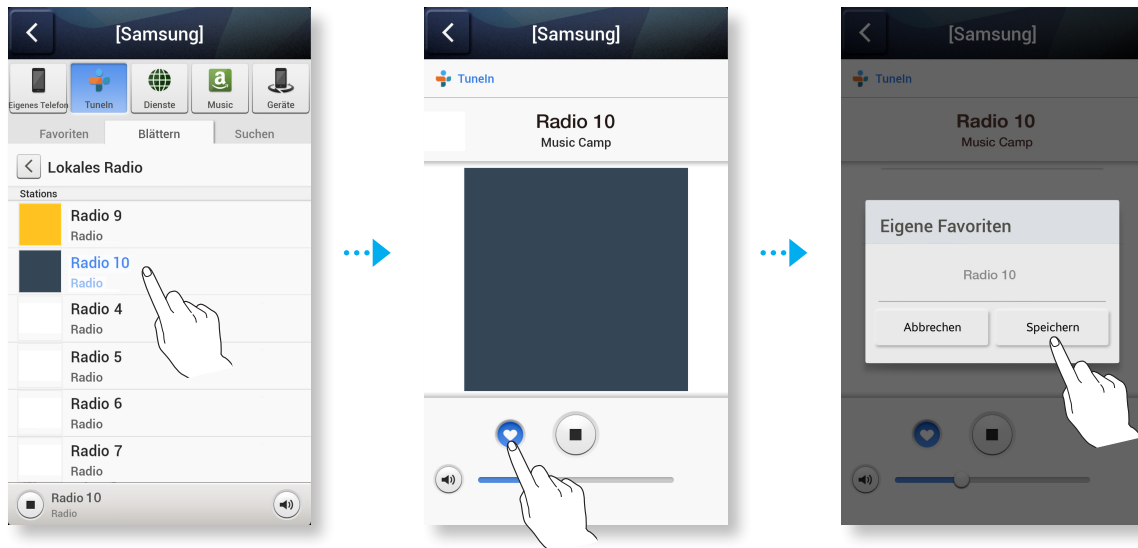 [Samsung]
Eigenes Telefon
TuneIn
Dienste
a
Music
Geräte
Favoriten
Blättern
Suchen
Lokales Radio
Stations
Radio 9
Radio
Radio 10
Radio
Radio 4
Radio
Radio 5
Radio
Radio 6
Radio
Radio 7
Radio
Radio 10
Radio
[Samsung]
TuneIn
Radio 10
Music Camp
[Samsung]
TuneIn
Radio 10
Music Camp
Eigene Favoriten
Radio 10
Abbrechen
Speichern